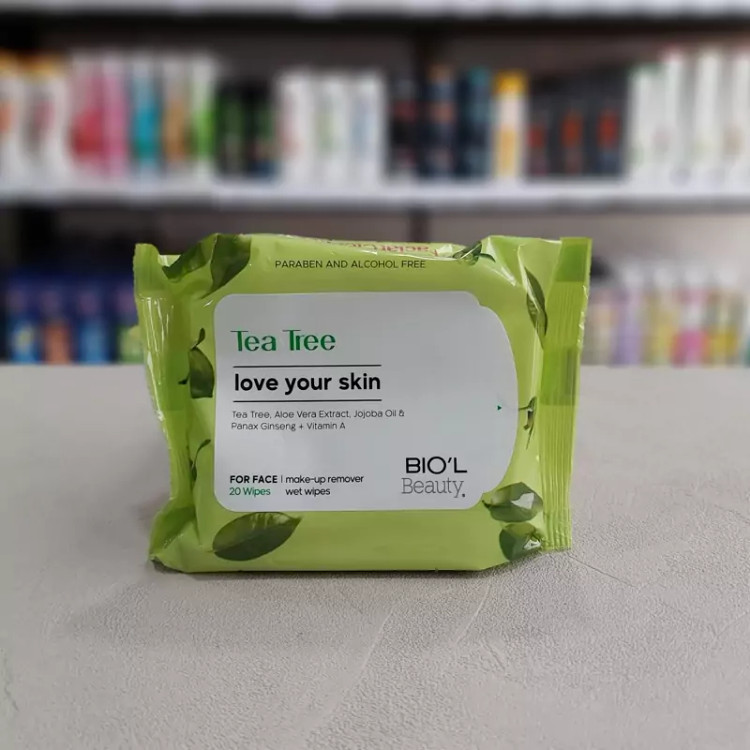 PARABEN AND ALCOHOL FREE
Tea Tree
love your skin
Tea Tree, Aloe Vera Extract, Jojoba Oil &
Panax Ginseng + Vitamin A
FOR FACE | make-up remover
20 Wipes wet wipes
BIO'L
Beauty